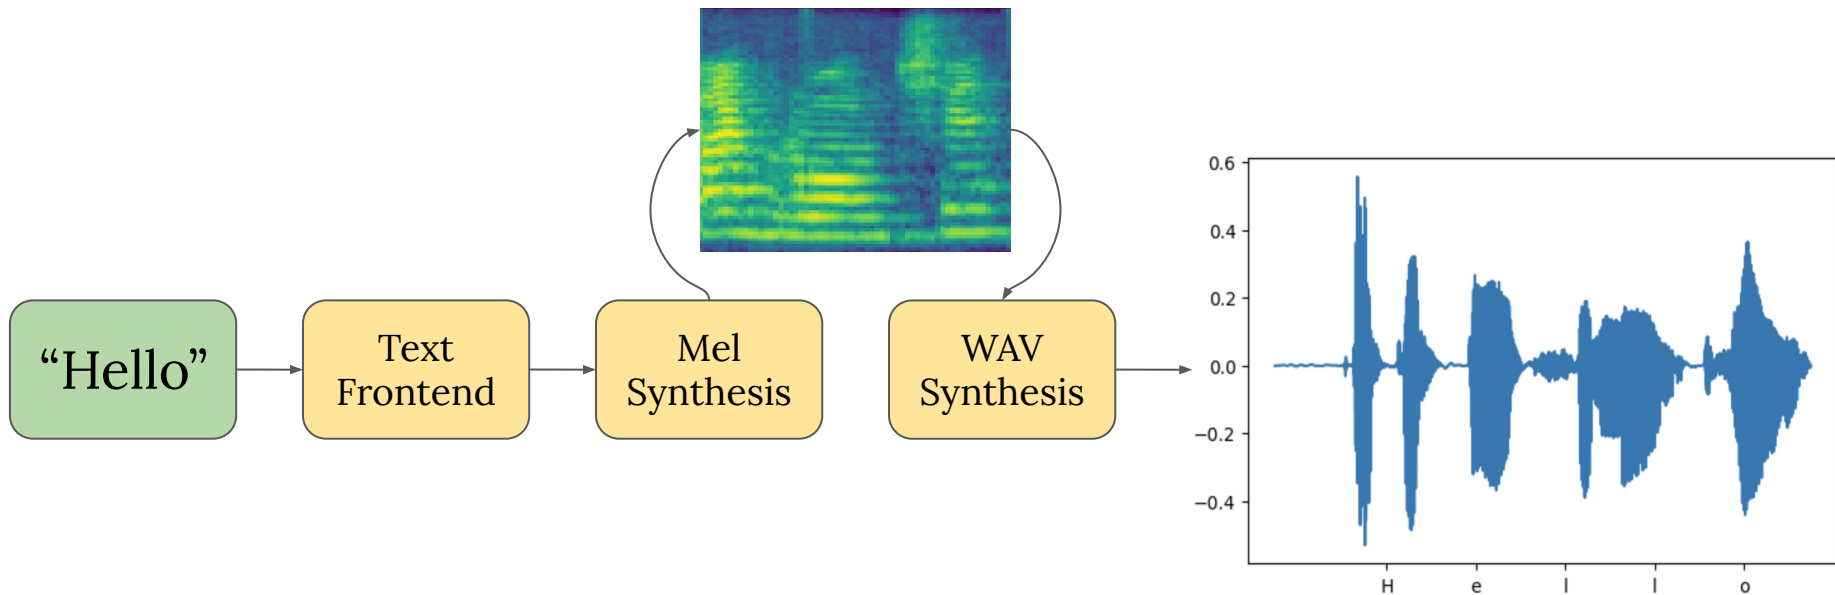 “Hello”
Text
Frontend
Mel
Synthesis
WAV
Synthesis
0.6
0.4
0.2
0.0
−0.2
−0.4
H e l l o